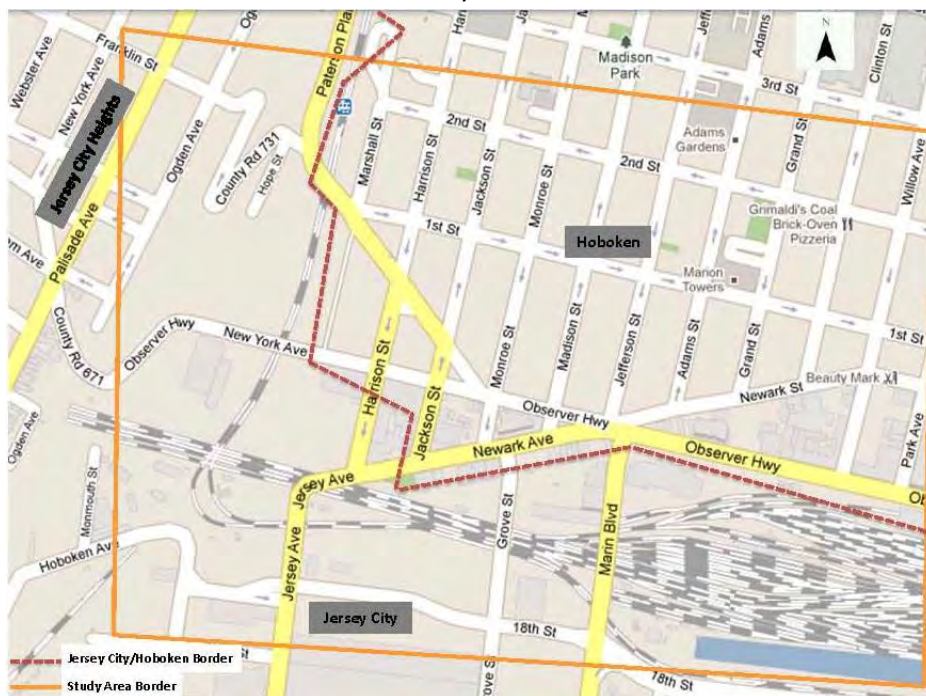 N
Franklin St
Webster Ave
New York Ave
Jersey City Heights
Palisade Ave
Ogden Ave
County Rd 731
Hope St
Paterson Plan
Marshall St
Harrison St
Jackson St
Monroe St
Madison Park
Adams Gardens
Adams
Clinton St
3rd St
2nd St
2nd St
Grand St
Willow Ave
Grimaldi's Coal
Brick-Oven
Pizzeria
Hoboken
1st St
Marion
Towers
1st St
County Rd 671
Observer Hwy
New York Ave
Harrison St
Jackson St
Monroe St
Madison St
Jefferson St
Adams St
Grand St
Beauty Mark
Newark St
Park Ave
Observer Hwy
Newark Ave
Observer Hwy
Ob
Ogden Ave
Monmouth St
Hoboken Ave
Jersey Ave
Jersey Ave
Grove St
Marin Blvd
Jersey City
18th St
18th St
Grove St
St
Jersey City/Hoboken Border
Study Area Border